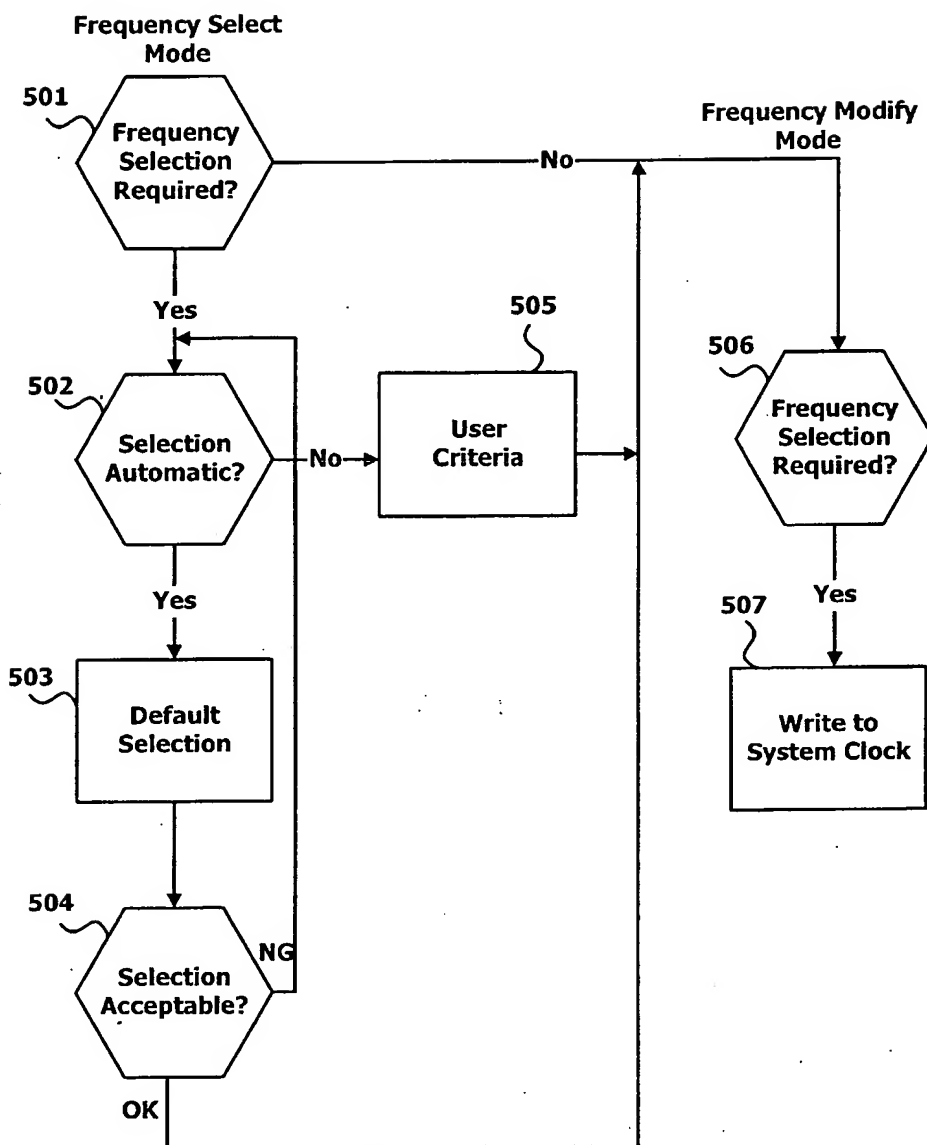 Frequency Select
Mode
501
Frequency
Selection
Required?
No
Frequency Modify
Mode
Yes
505
506
502
Selection
Automatic?
No
User
Criteria
Frequency
Selection
Required?
Yes
Yes
507
503
Default
Selection
Write to
System Clock
504
NG
Selection
Acceptable?
OK